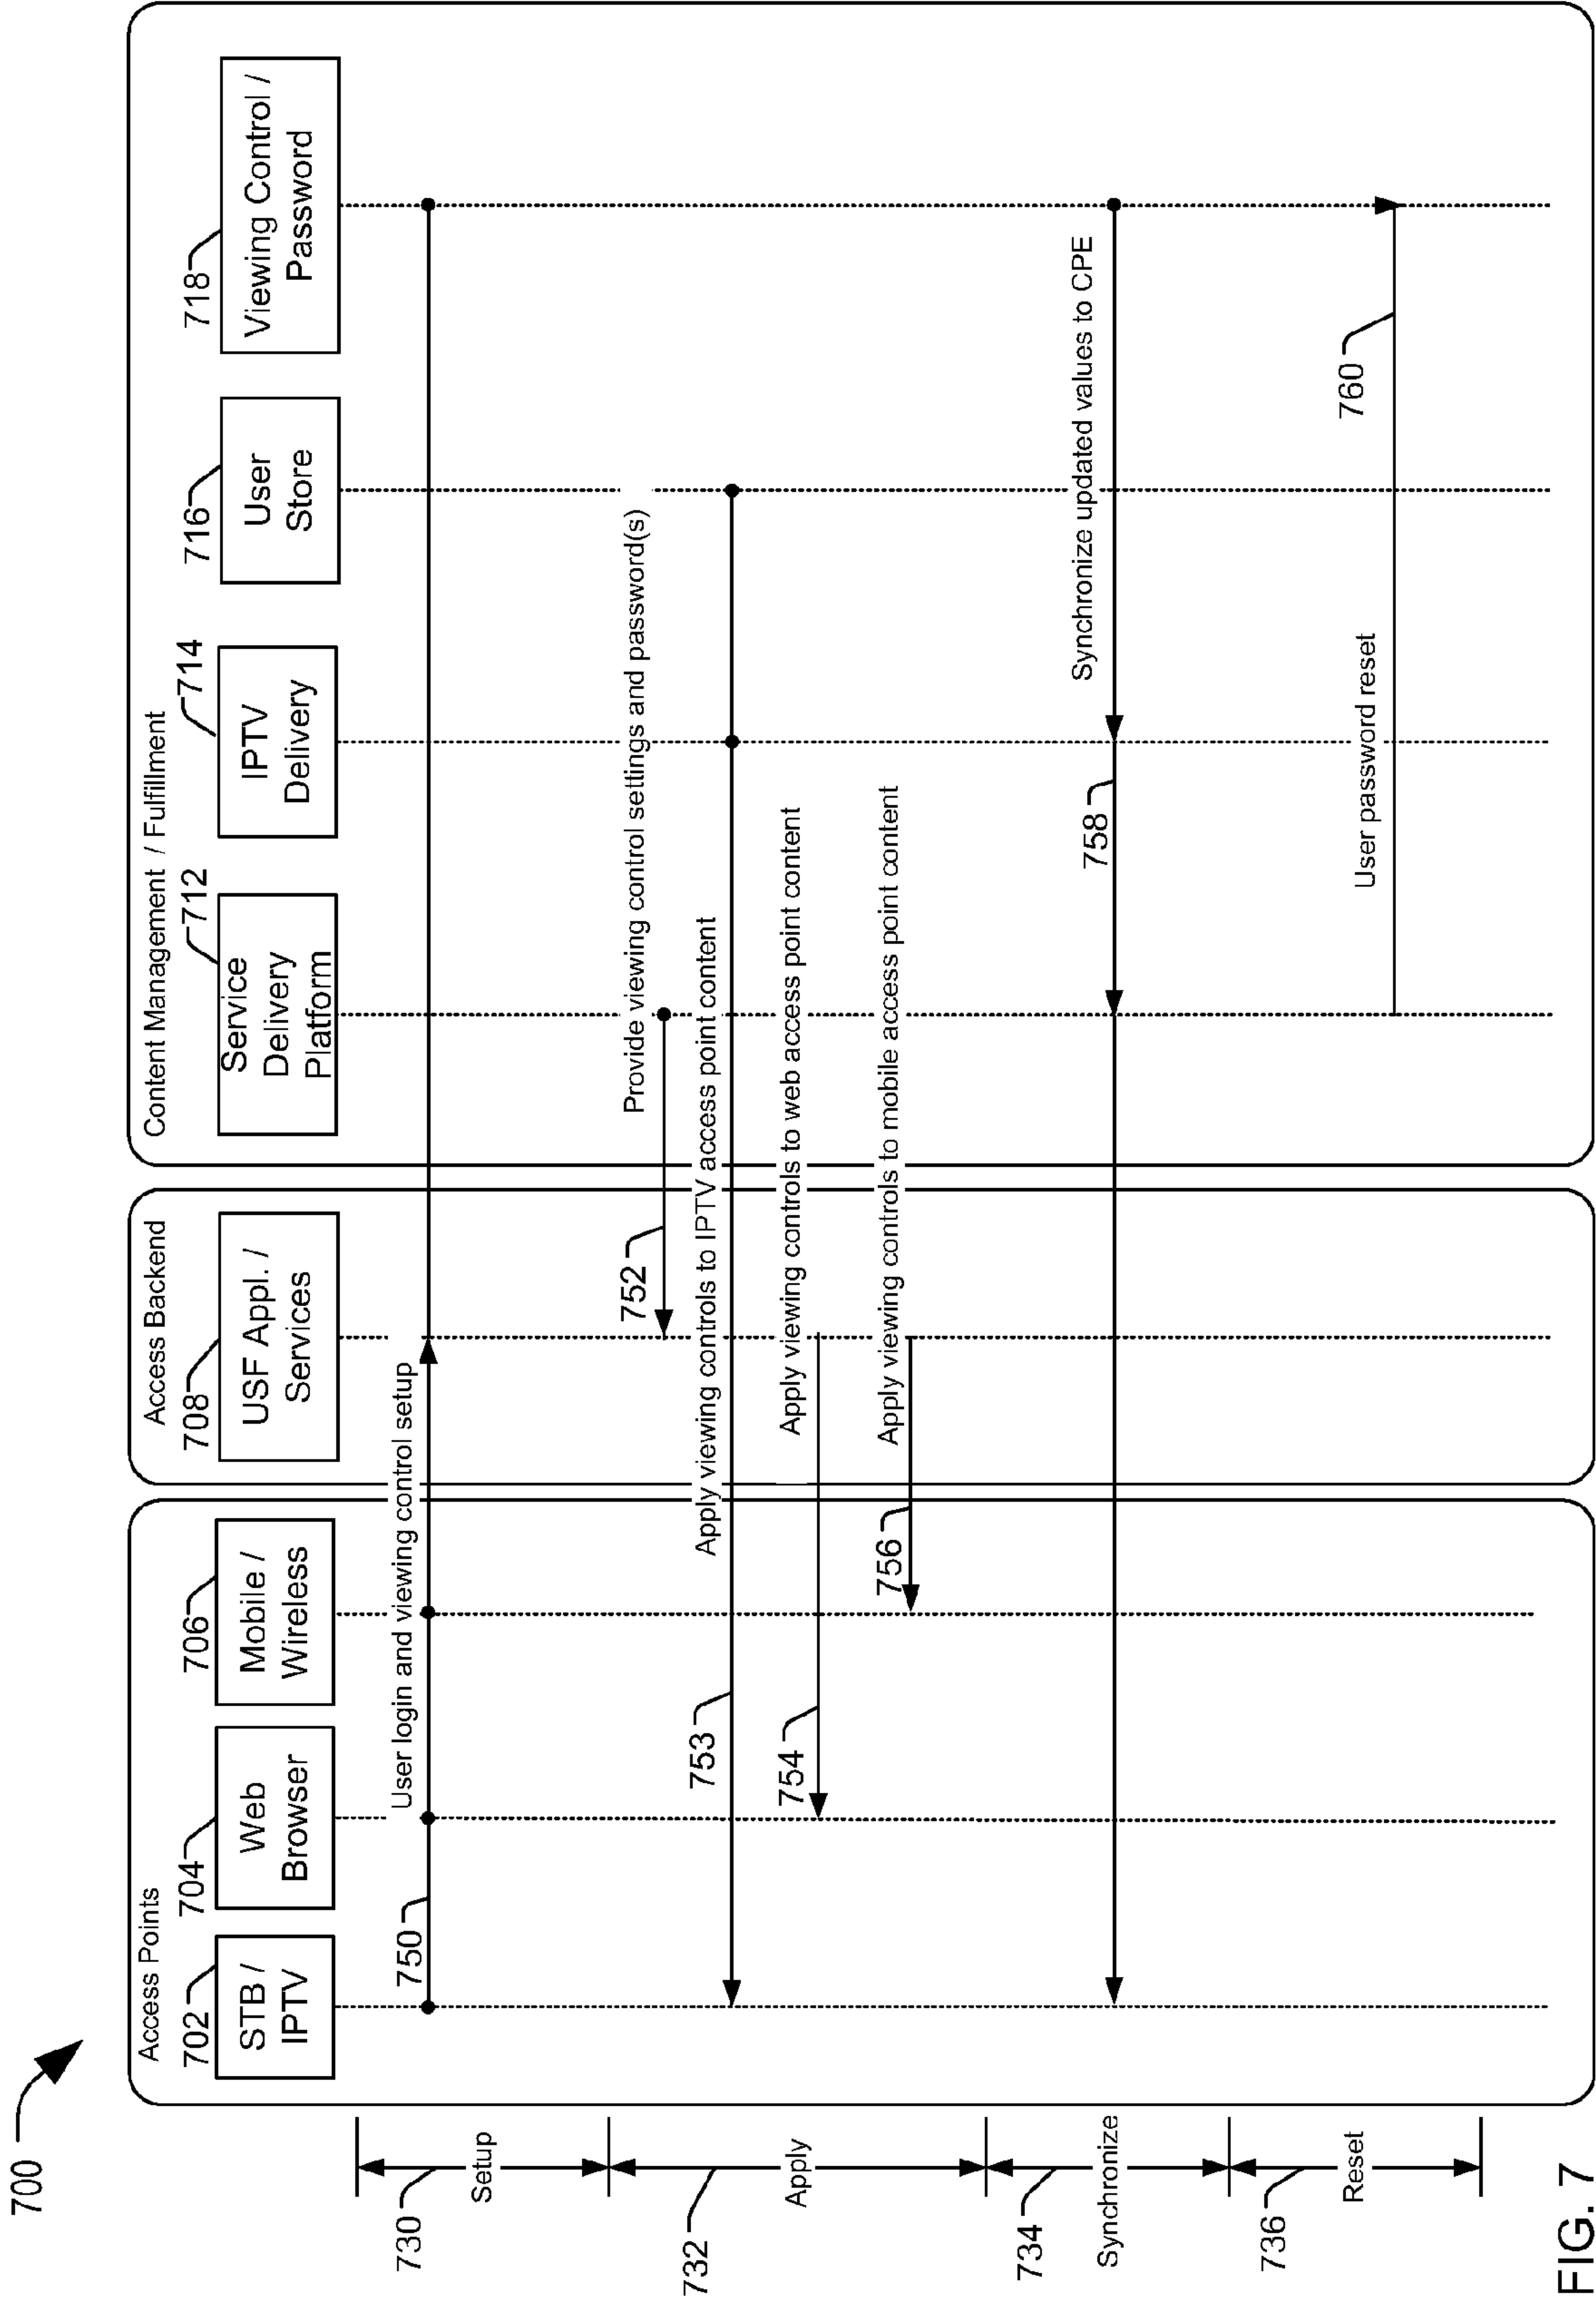 700
Access Points
Access Backend
Content Management / Fulfillment
702
704
706
708
712
714
716
718
STB /
IPTV
Web
Browser
Mobile /
Wireless
USF Appl. /
Services
Service
Delivery
Platform
IPTV
Delivery
User
Store
Viewing Control /
Password
730
Setup
750
User login and viewing control setup
732
Apply
752
Provide viewing control settings and password(s)
753
Apply viewing controls to IPTV access point content
754
Apply viewing controls to web access point content
756
Apply viewing controls to mobile access point content
734
Synchronize
758
Synchronize updated values to CPE
736
Reset
User password reset
760
FIG. 7